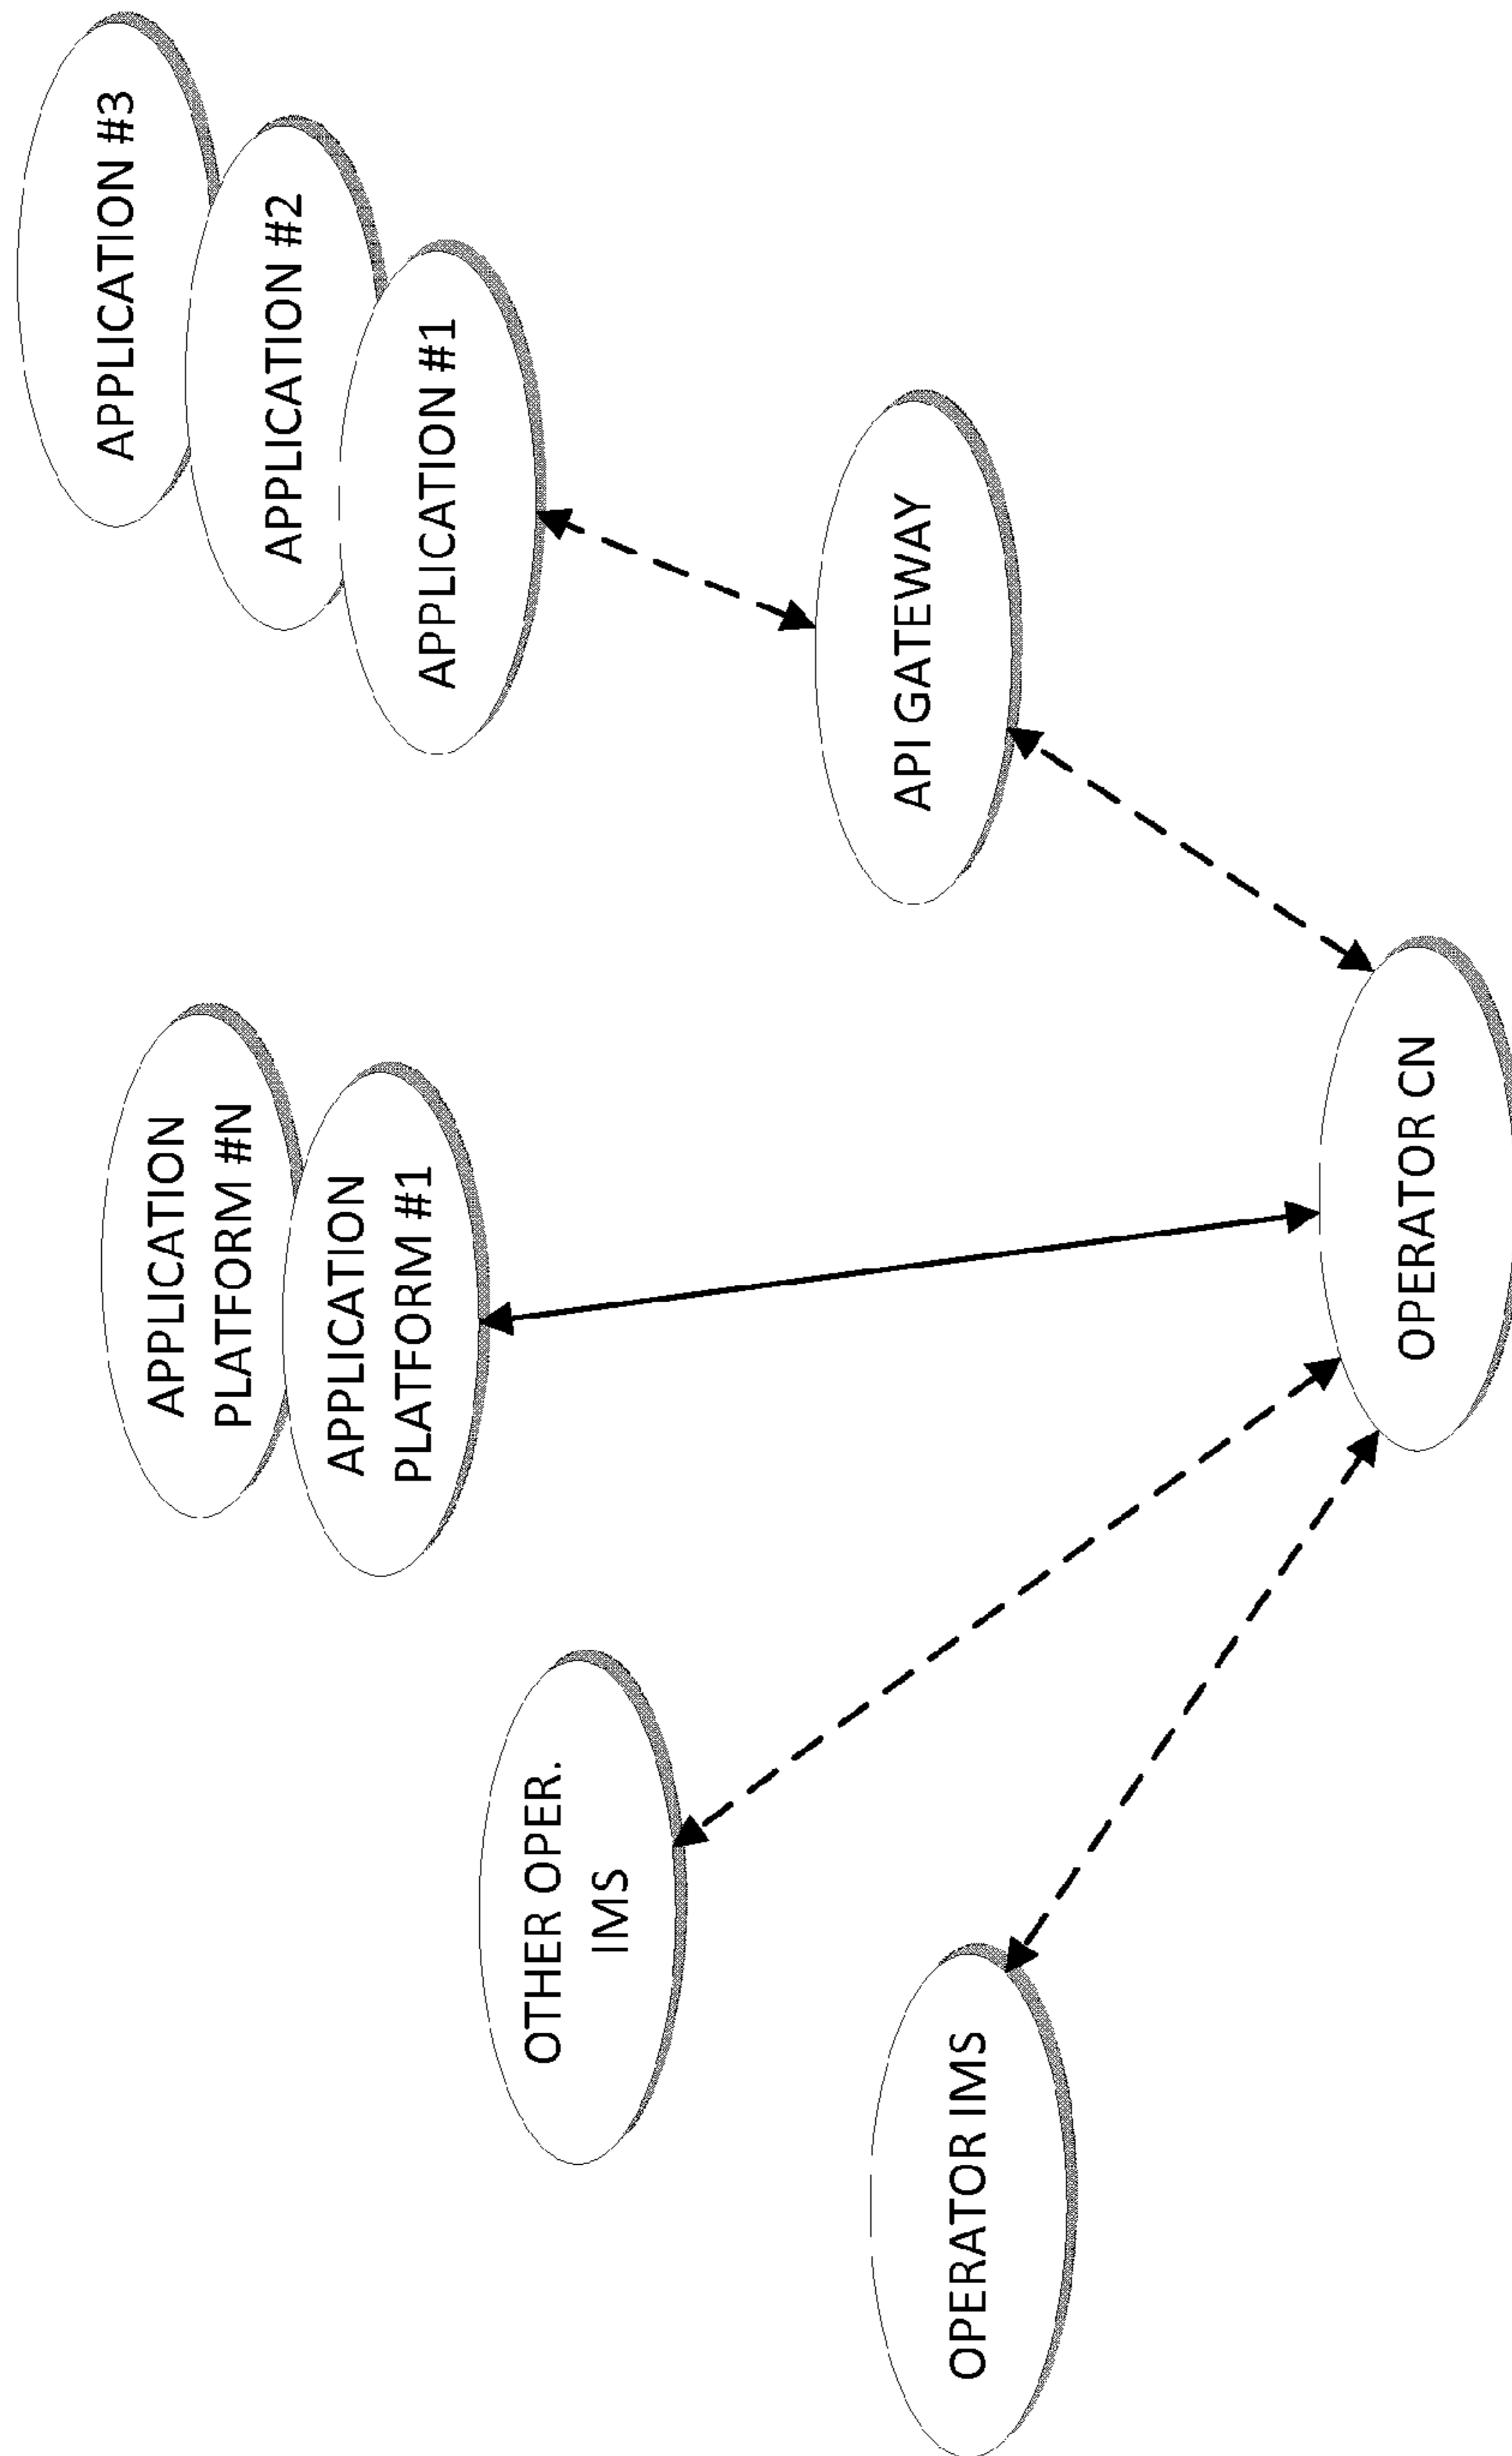 APPLICATION #3
APPLICATION #2
APPLICATION #1
APPLICATION
PLATFORM #N
APPLICATION
PLATFORM #1
OTHER OPER.
IMS
OPERATOR IMS
API GATEWAY
OPERATOR CN